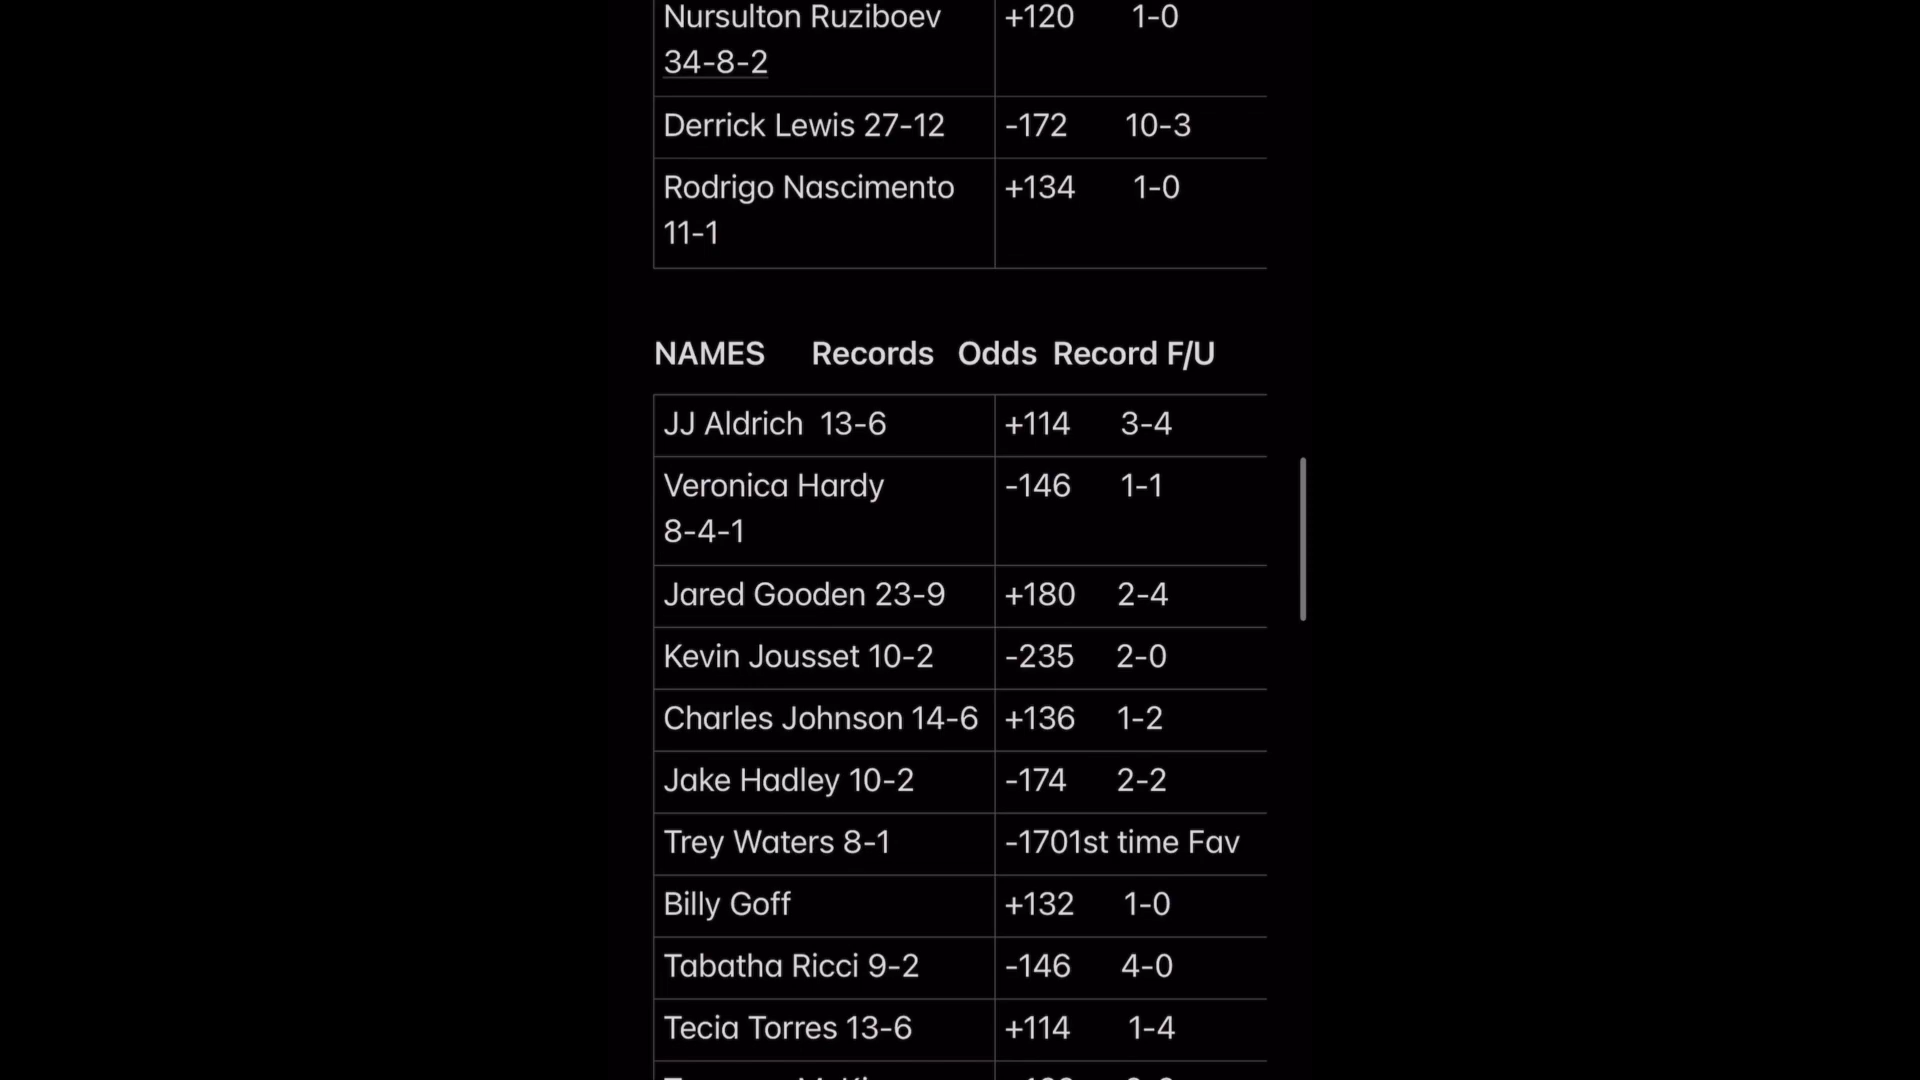 Nursulton Ruziboev +120 1-0
34-8-2
Derrick Lewis 27-12 -172 10-3
Rodrigo Nascimento +134 1-0
11-1
NAMES Records Odds Record F/U
JJ Aldrich 13-6 +114 3-4
Veronica Hardy -146 1-1
8-4-1
Jared Gooden 23-9 +180 2-4
Kevin Jousset 10-2 -235 2-0
Charles Johnson 14-6 +136 1-2
Jake Hadley 10-2 -174 2-2
Trey Waters 8-1 -1701st time Fav
Billy Goff +132 1-0
Tabatha Ricci 9-2 -146 4-0
Tecia Torres 13-6 +114 1-4